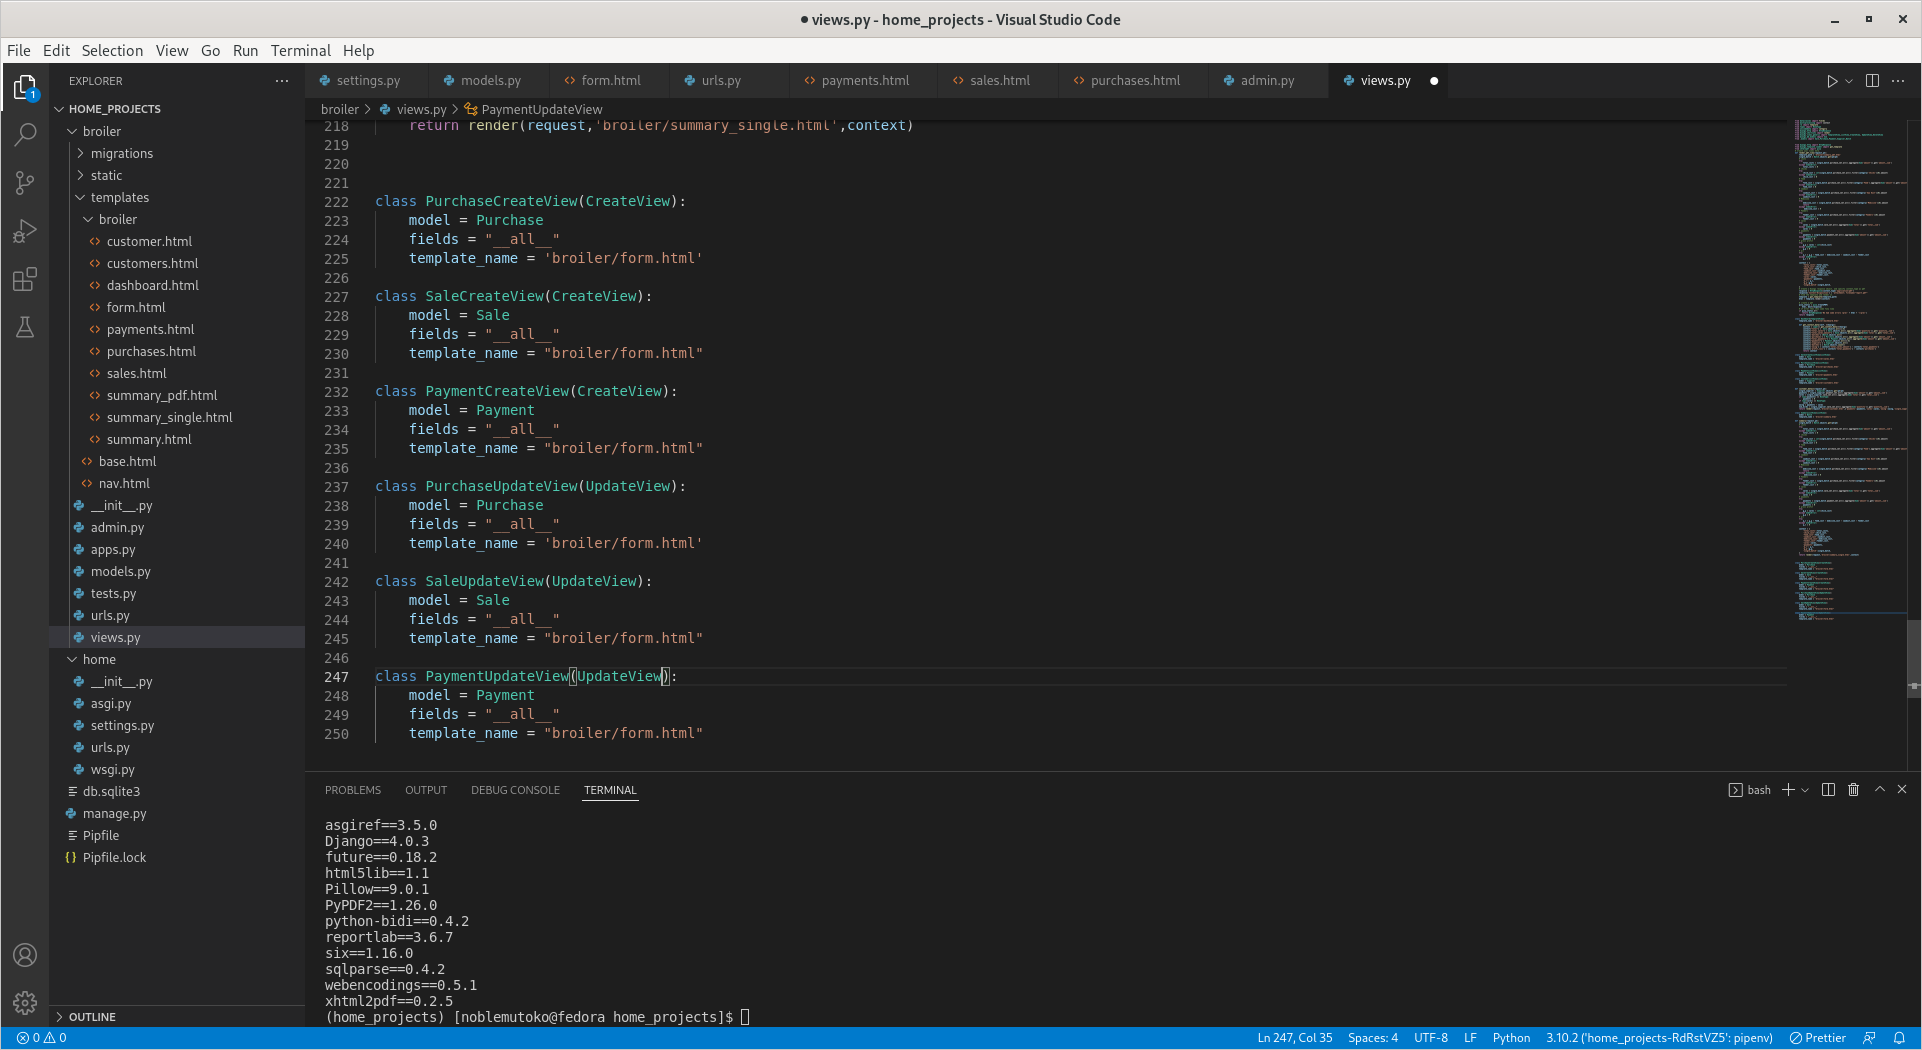 ● views.py - home_projects - Visual Studio Code
File Edit Selection View Go Run Terminal Help
EXPLORER
settings.py models.py form.html urls.py payments.html sales.html purchases.html admin.py views.py
broiler > views.py > PaymentUpdateView
1
HOME_PROJECTS
broiler
migrations
static
templates
broiler
customer.html
customers.html
dashboard.html
form.html
payments.html
purchases.html
sales.html
summary_pdf.html
summary_single.html
summary.html
base.html
nav.html
__init__.py
admin.py
apps.py
models.py
tests.py
urls.py
views.py
home
__init__.py
asgi.py
settings.py
urls.py
wsgi.py
db.sqlite3
manage.py
Pipfile
Pipfile.lock
OUTLINE
218 return render(request,'broiler/summary_single.html',context)
219
220
221
222 class PurchaseCreateView(CreateView):
223 model = Purchase
224 fields = "__all__"
225 template_name = 'broiler/form.html'
226
227 class SaleCreateView(CreateView):
228 model = Sale
229 fields = "__all__"
230 template_name = "broiler/form.html"
231
232 class PaymentCreateView(CreateView):
233 model = Payment
234 fields = "__all__"
235 template_name = "broiler/form.html"
236
237 class PurchaseUpdateView(UpdateView):
238 model = Purchase
239 fields = "__all__"
240 template_name = 'broiler/form.html'
241
242 class SaleUpdateView(UpdateView):
243 model = Sale
244 fields = "__all__"
245 template_name = "broiler/form.html"
246
247 class PaymentUpdateView(UpdateView):
248 model = Payment
249 fields = "__all__"
250 template_name = "broiler/form.html"
PROBLEMS OUTPUT DEBUG CONSOLE TERMINAL
bash
asgiref==3.5.0
Django==4.0.3
future==0.18.2
html5lib==1.1
Pillow==9.0.1
PyPDF2==1.26.0
python-bidi==0.4.2
reportlab==3.6.7
six==1.16.0
sqlparse==0.4.2
webencodings==0.5.1
xhtml2pdf==0.2.5
(home_projects) [noblemutoko@fedora home_projects]$
0 0
Ln 247, Col 35 Spaces: 4 UTF-8 LF Python 3.10.2 ('home_projects-RdRstVZ5': pipenv) Prettier